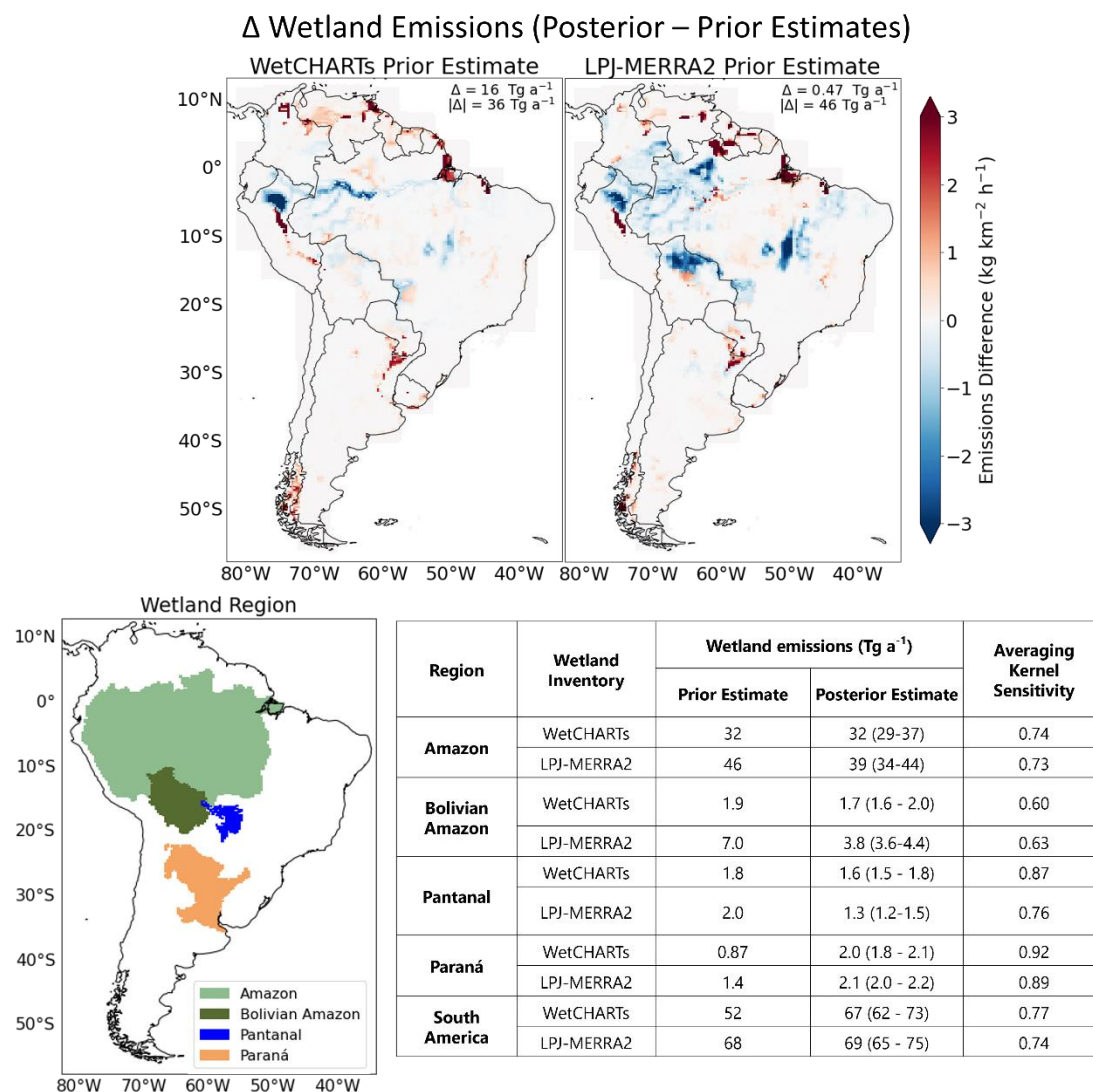 Δ Wetland Emissions (Posterior – Prior Estimates)
WetCHARTs Prior Estimate
LPJ-MERRA2 Prior Estimate
Δ = 16 Tg a⁻¹
|Δ| = 36 Tg a⁻¹
Δ = 0.47 Tg a⁻¹
|Δ| = 46 Tg a⁻¹
10°N
0°
10°S
20°S
30°S
40°S
50°S
80°W 70°W 60°W 50°W 40°W
80°W 70°W 60°W 50°W 40°W
3
2
1
0
−1
−2
−3
Emissions Difference (kg km⁻² h⁻¹)
Wetland Region
10°N
0°
10°S
20°S
30°S
40°S
50°S
80°W 70°W 60°W 50°W 40°W
Amazon
Bolivian Amazon
Pantanal
Paraná
Region
Wetland Inventory
Wetland emissions (Tg a⁻¹)
Prior Estimate
Posterior Estimate
Averaging Kernel Sensitivity
Amazon
WetCHARTs 32 32 (29-37) 0.74
LPJ-MERRA2 46 39 (34-44) 0.73
Bolivian Amazon
WetCHARTs 1.9 1.7 (1.6 - 2.0) 0.60
LPJ-MERRA2 7.0 3.8 (3.6-4.4) 0.63
Pantanal
WetCHARTs 1.8 1.6 (1.5 - 1.8) 0.87
LPJ-MERRA2 2.0 1.3 (1.2-1.5) 0.76
Paraná
WetCHARTs 0.87 2.0 (1.8 - 2.1) 0.92
LPJ-MERRA2 1.4 2.1 (2.0 - 2.2) 0.89
South America
WetCHARTs 52 67 (62 - 73) 0.77
LPJ-MERRA2 68 69 (65 - 75) 0.74